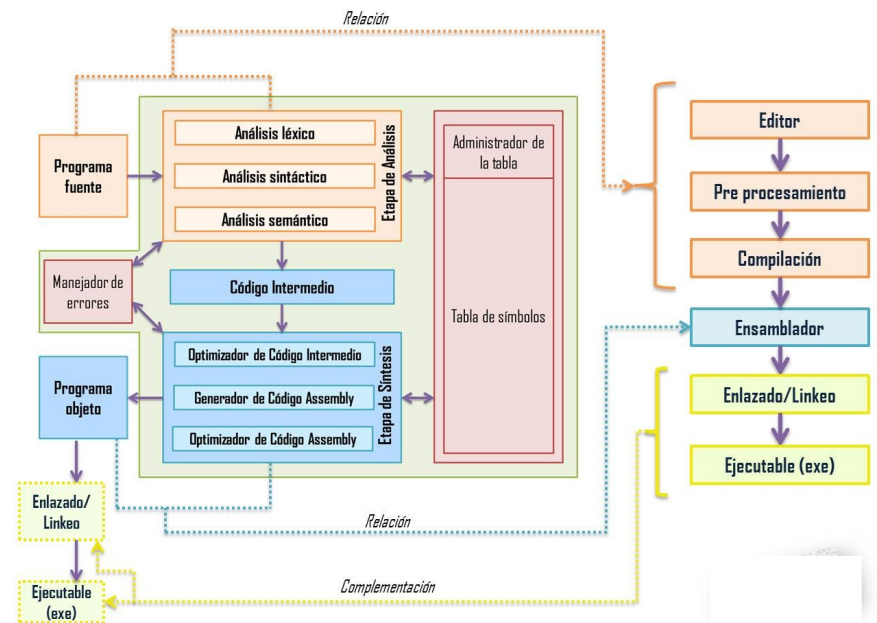 Relación
Programa
fuente
Análisis léxico
Análisis sintáctico
Análisis semántico
Etapa de Análisis
Administrador de
la tabla
Tabla de símbolos
Manejador de
errores
Código Intermedio
Optimizador de Código Intermedio
Generador de Código Assembly
Optimizador de Código Assembly
Etapa de Síntesis
Programa
objeto
Enlazado/
Linkeo
Ejecutable
(exe)
Relación
Complementación
Editor
Pre procesamiento
Compilación
Ensamblador
Enlazado/Linkeo
Ejecutable (exe)